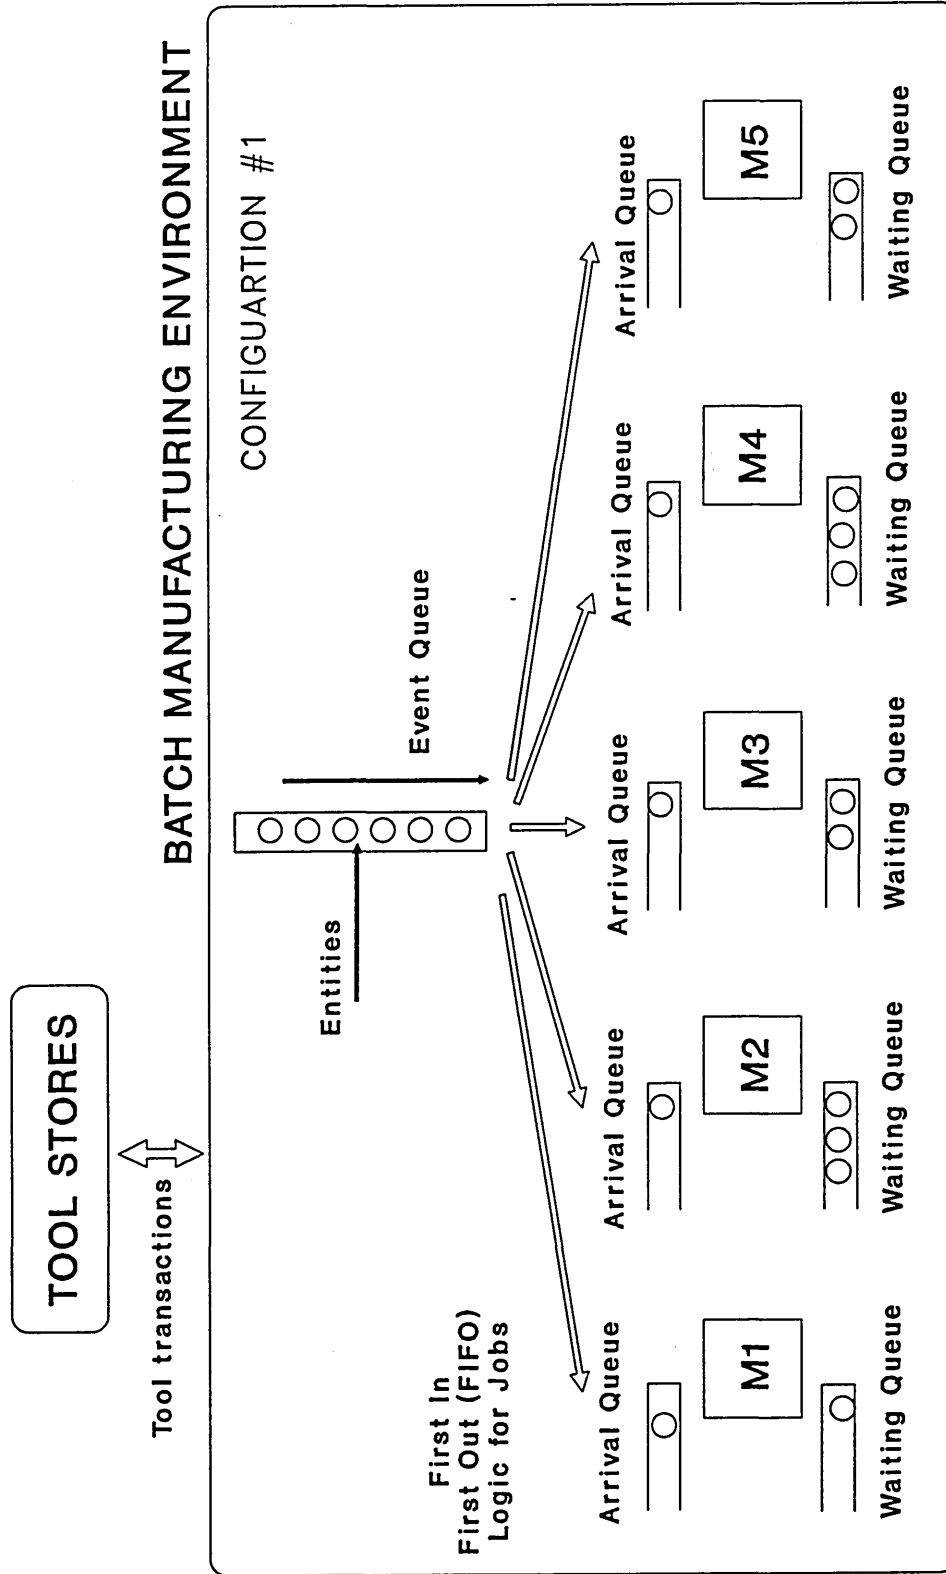 TOOL STORES
Tool transactions
BATCH MANUFACTURING ENVIRONMENT
CONFIGUARTION #1
Entities
Event Queue
First In
First Out (FIFO)
Logic for Jobs
Arrival Queue
Arrival Queue
Arrival Queue
Arrival Queue
Arrival Queue
M1
M2
M3
M4
M5
Waiting Queue
Waiting Queue
Waiting Queue
Waiting Queue
Waiting Queue